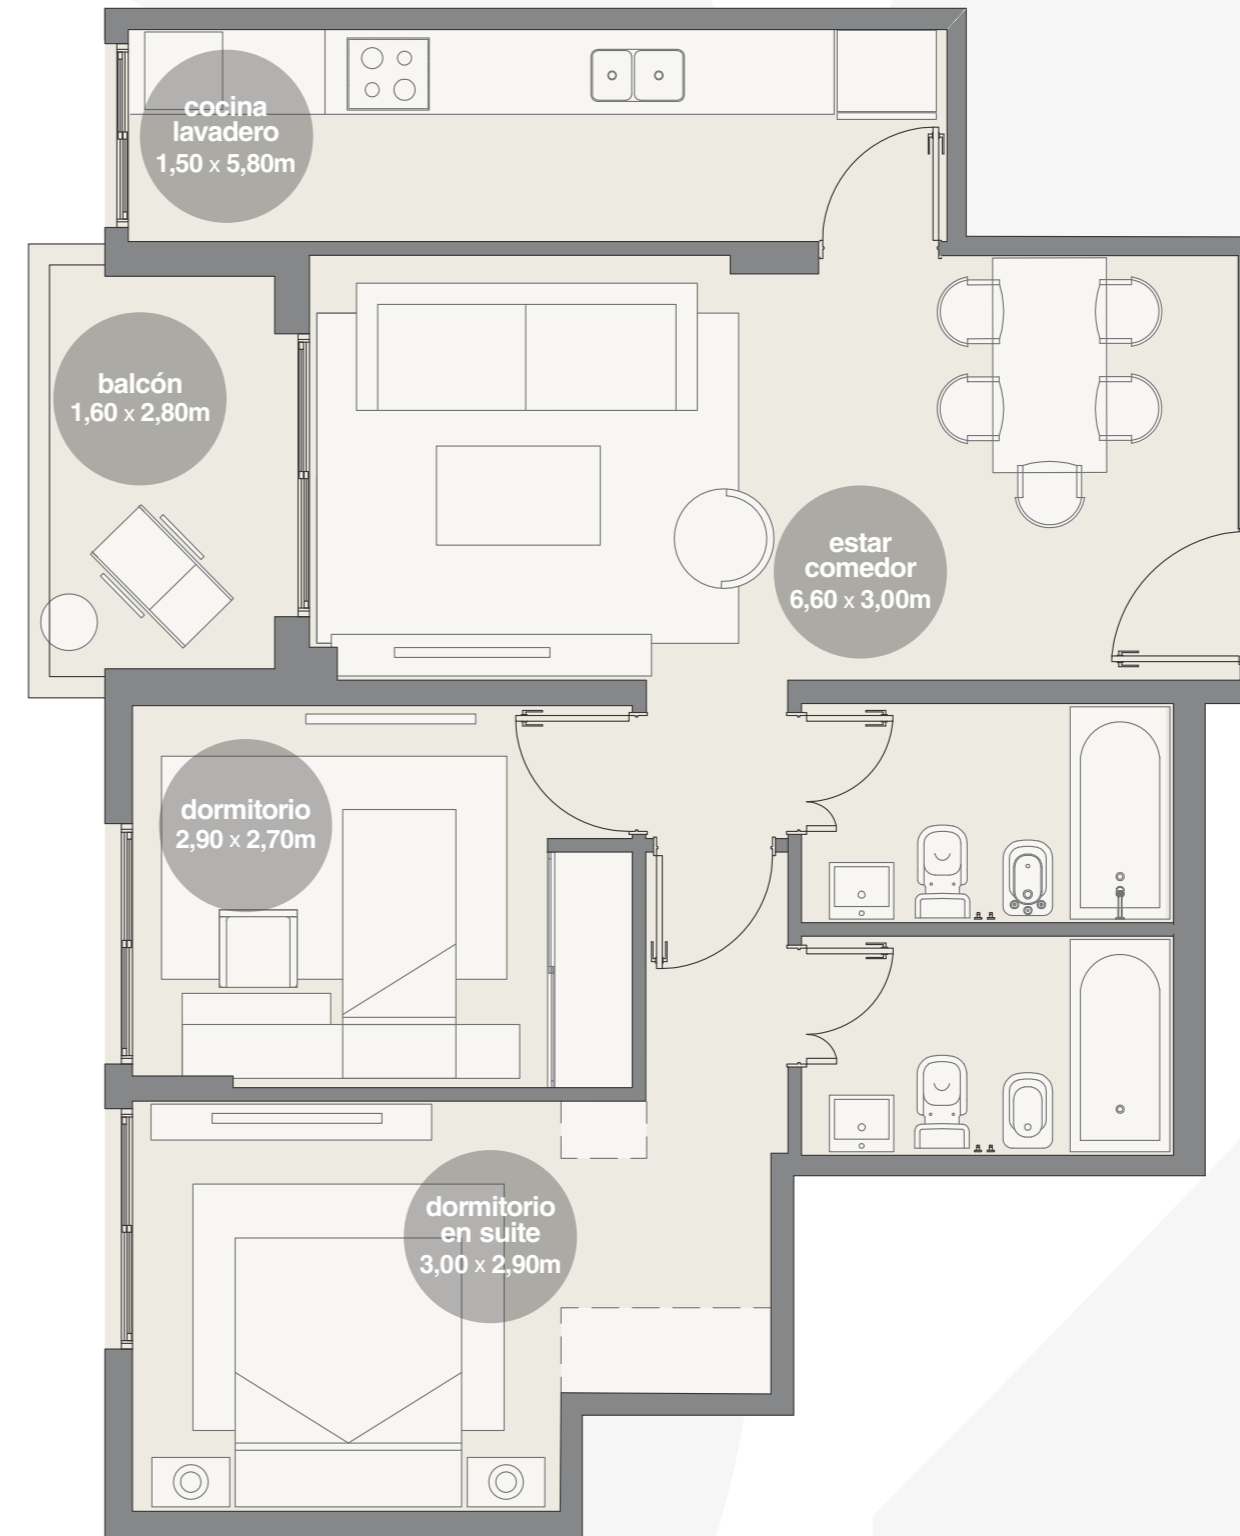 cocina
lavadero
1,50 x 5,80m
balcón
1,60 x 2,80m
estar
comedor
6,60 x 3,00m
dormitorio
2,90 x 2,70m
dormitorio
en suite
3,00 x 2,90m